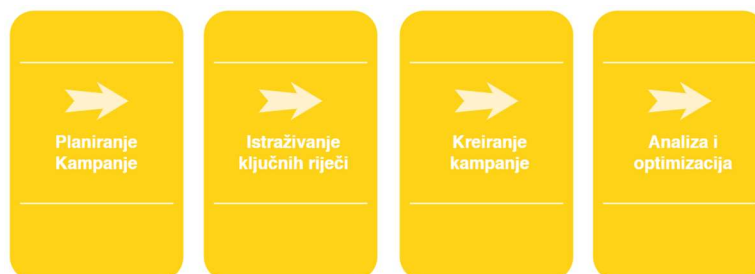 Planiranje
Kampanje
Istraživanje
ključnih riječi
Kreiranje
kampanje
Analiza i
optimizacija